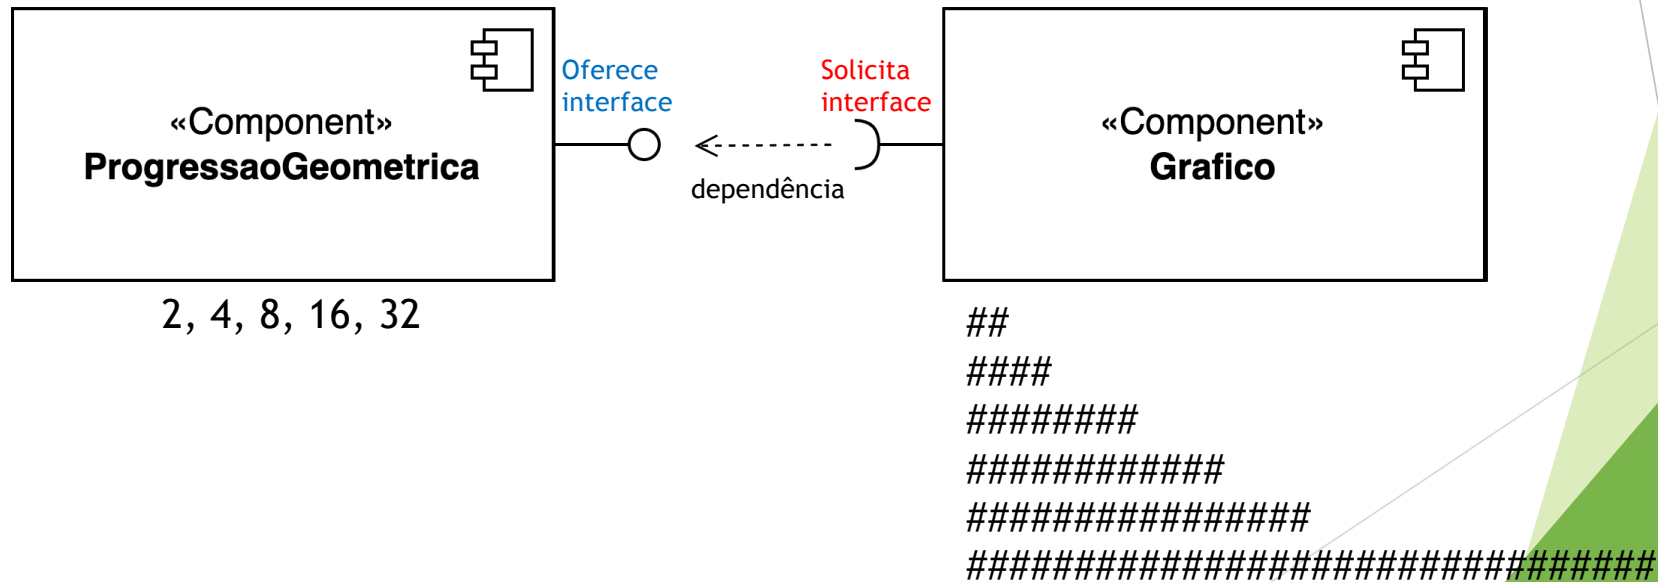 «Component»
ProgressaoGeometrica
Oferece
interface
dependência
Solicita
interface
«Component»
Grafico
2, 4, 8, 16, 32
##
####
########
############
################
################################